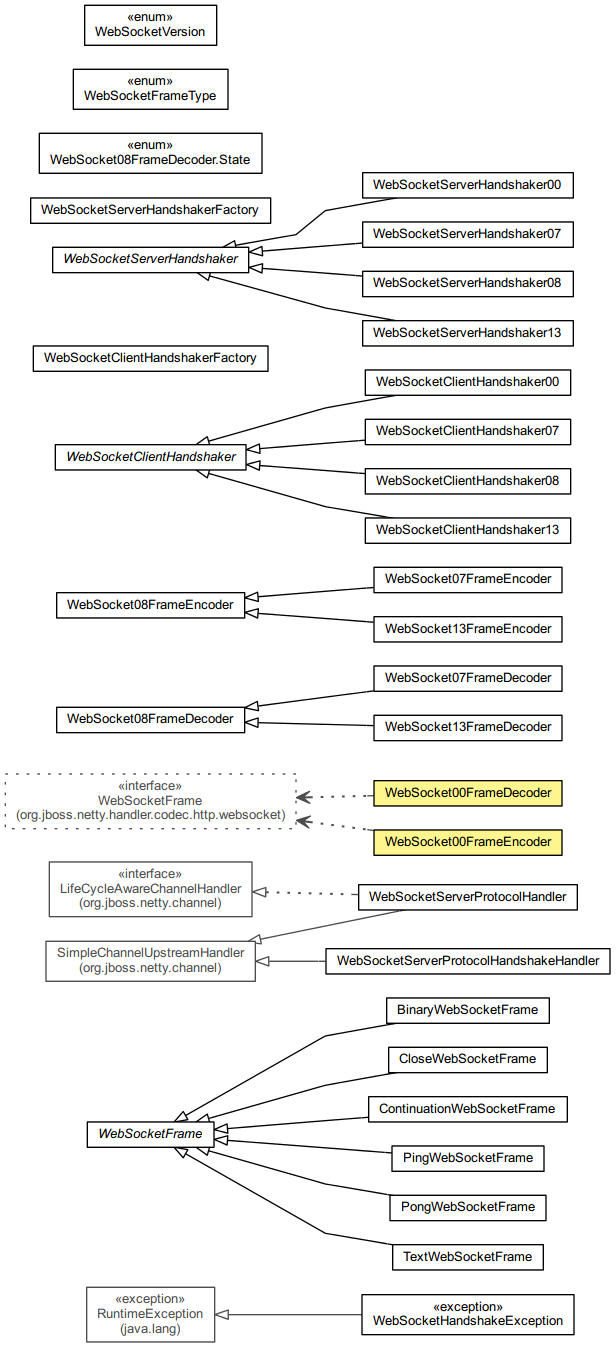 «enum»
WebSocketVersion
«enum»
WebSocketFrameType
«enum»
WebSocket08FrameDecoder.State
WebSocketServerHandshaker00
WebSocketServerHandshakerFactory
WebSocketServerHandshaker07
WebSocketServerHandshaker
WebSocketServerHandshaker08
WebSocketServerHandshaker13
WebSocketClientHandshakerFactory
WebSocketClientHandshaker00
WebSocketClientHandshaker07
WebSocketClientHandshaker
WebSocketClientHandshaker08
WebSocketClientHandshaker13
WebSocket07FrameEncoder
WebSocket08FrameEncoder
WebSocket13FrameEncoder
WebSocket07FrameDecoder
WebSocket08FrameDecoder
WebSocket13FrameDecoder
«interface»
WebSocketFrame
(org.jboss.netty.handler.codec.http.websocket)
WebSocket00FrameDecoder
WebSocket00FrameEncoder
«interface»
LifeCycleAwareChannelHandler
(org.jboss.netty.channel)
WebSocketServerProtocolHandler
SimpleChannelUpstreamHandler
(org.jboss.netty.channel)
WebSocketServerProtocolHandshakeHandler
BinaryWebSocketFrame
CloseWebSocketFrame
ContinuationWebSocketFrame
WebSocketFrame
PingWebSocketFrame
PongWebSocketFrame
TextWebSocketFrame
«exception»
RuntimeException
(java.lang)
«exception»
WebSocketHandshakeException